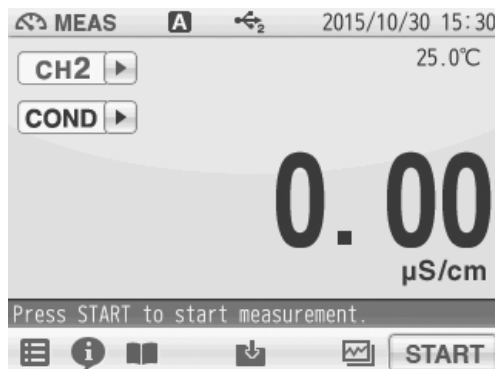 MEAS A 2 2015/10/30 15:30
CH2 25.0℃
COND
0.00
µS/cm
Press START to start measurement.
START